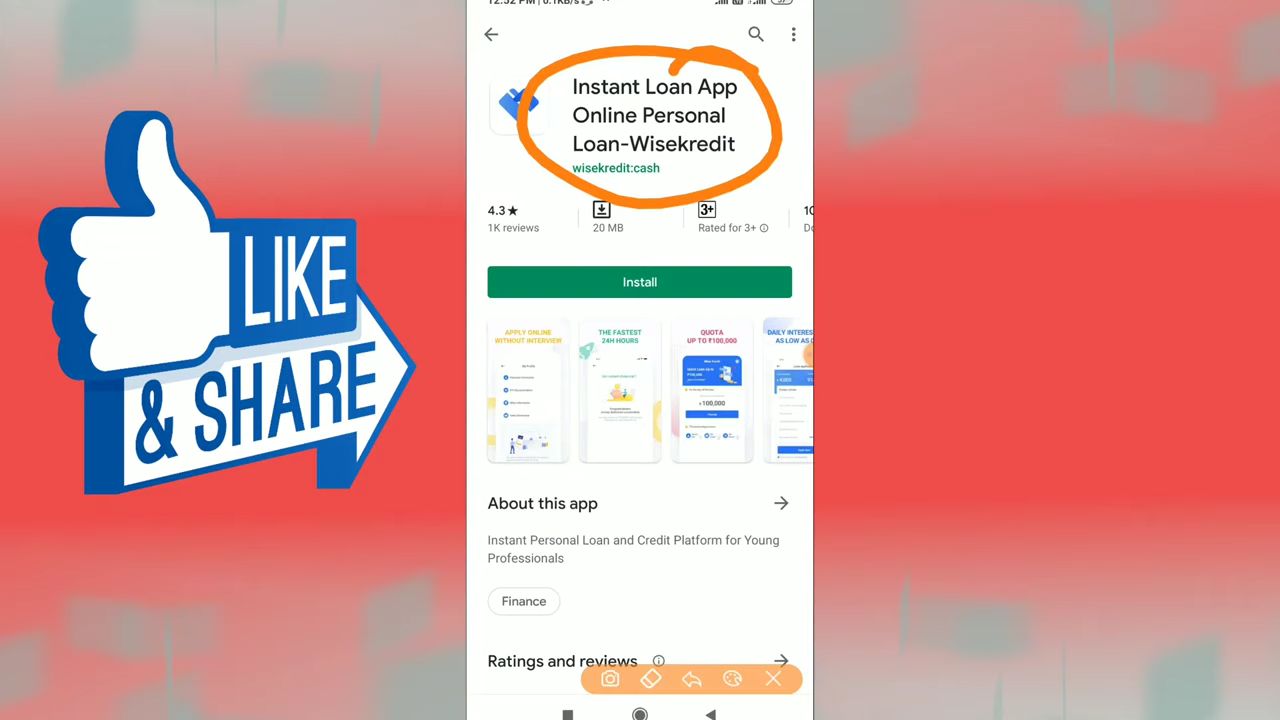 Instant Loan App
Online Personal
Loan-Wisekredit
wisekredit:cash
4.3★
1K reviews
20 MB
3+
Rated for 3+
Install
APPLY ONLINE
WITHOUT INTERVIEW
THE FASTEST
24H HOURS
QUOTA
UP TO ₹100,000
DAILY INTERES
AS LOW AS
₹100,000
About this app
Instant Personal Loan and Credit Platform for Young
Professionals
Finance
Ratings and reviews
LIKE
& SHARE